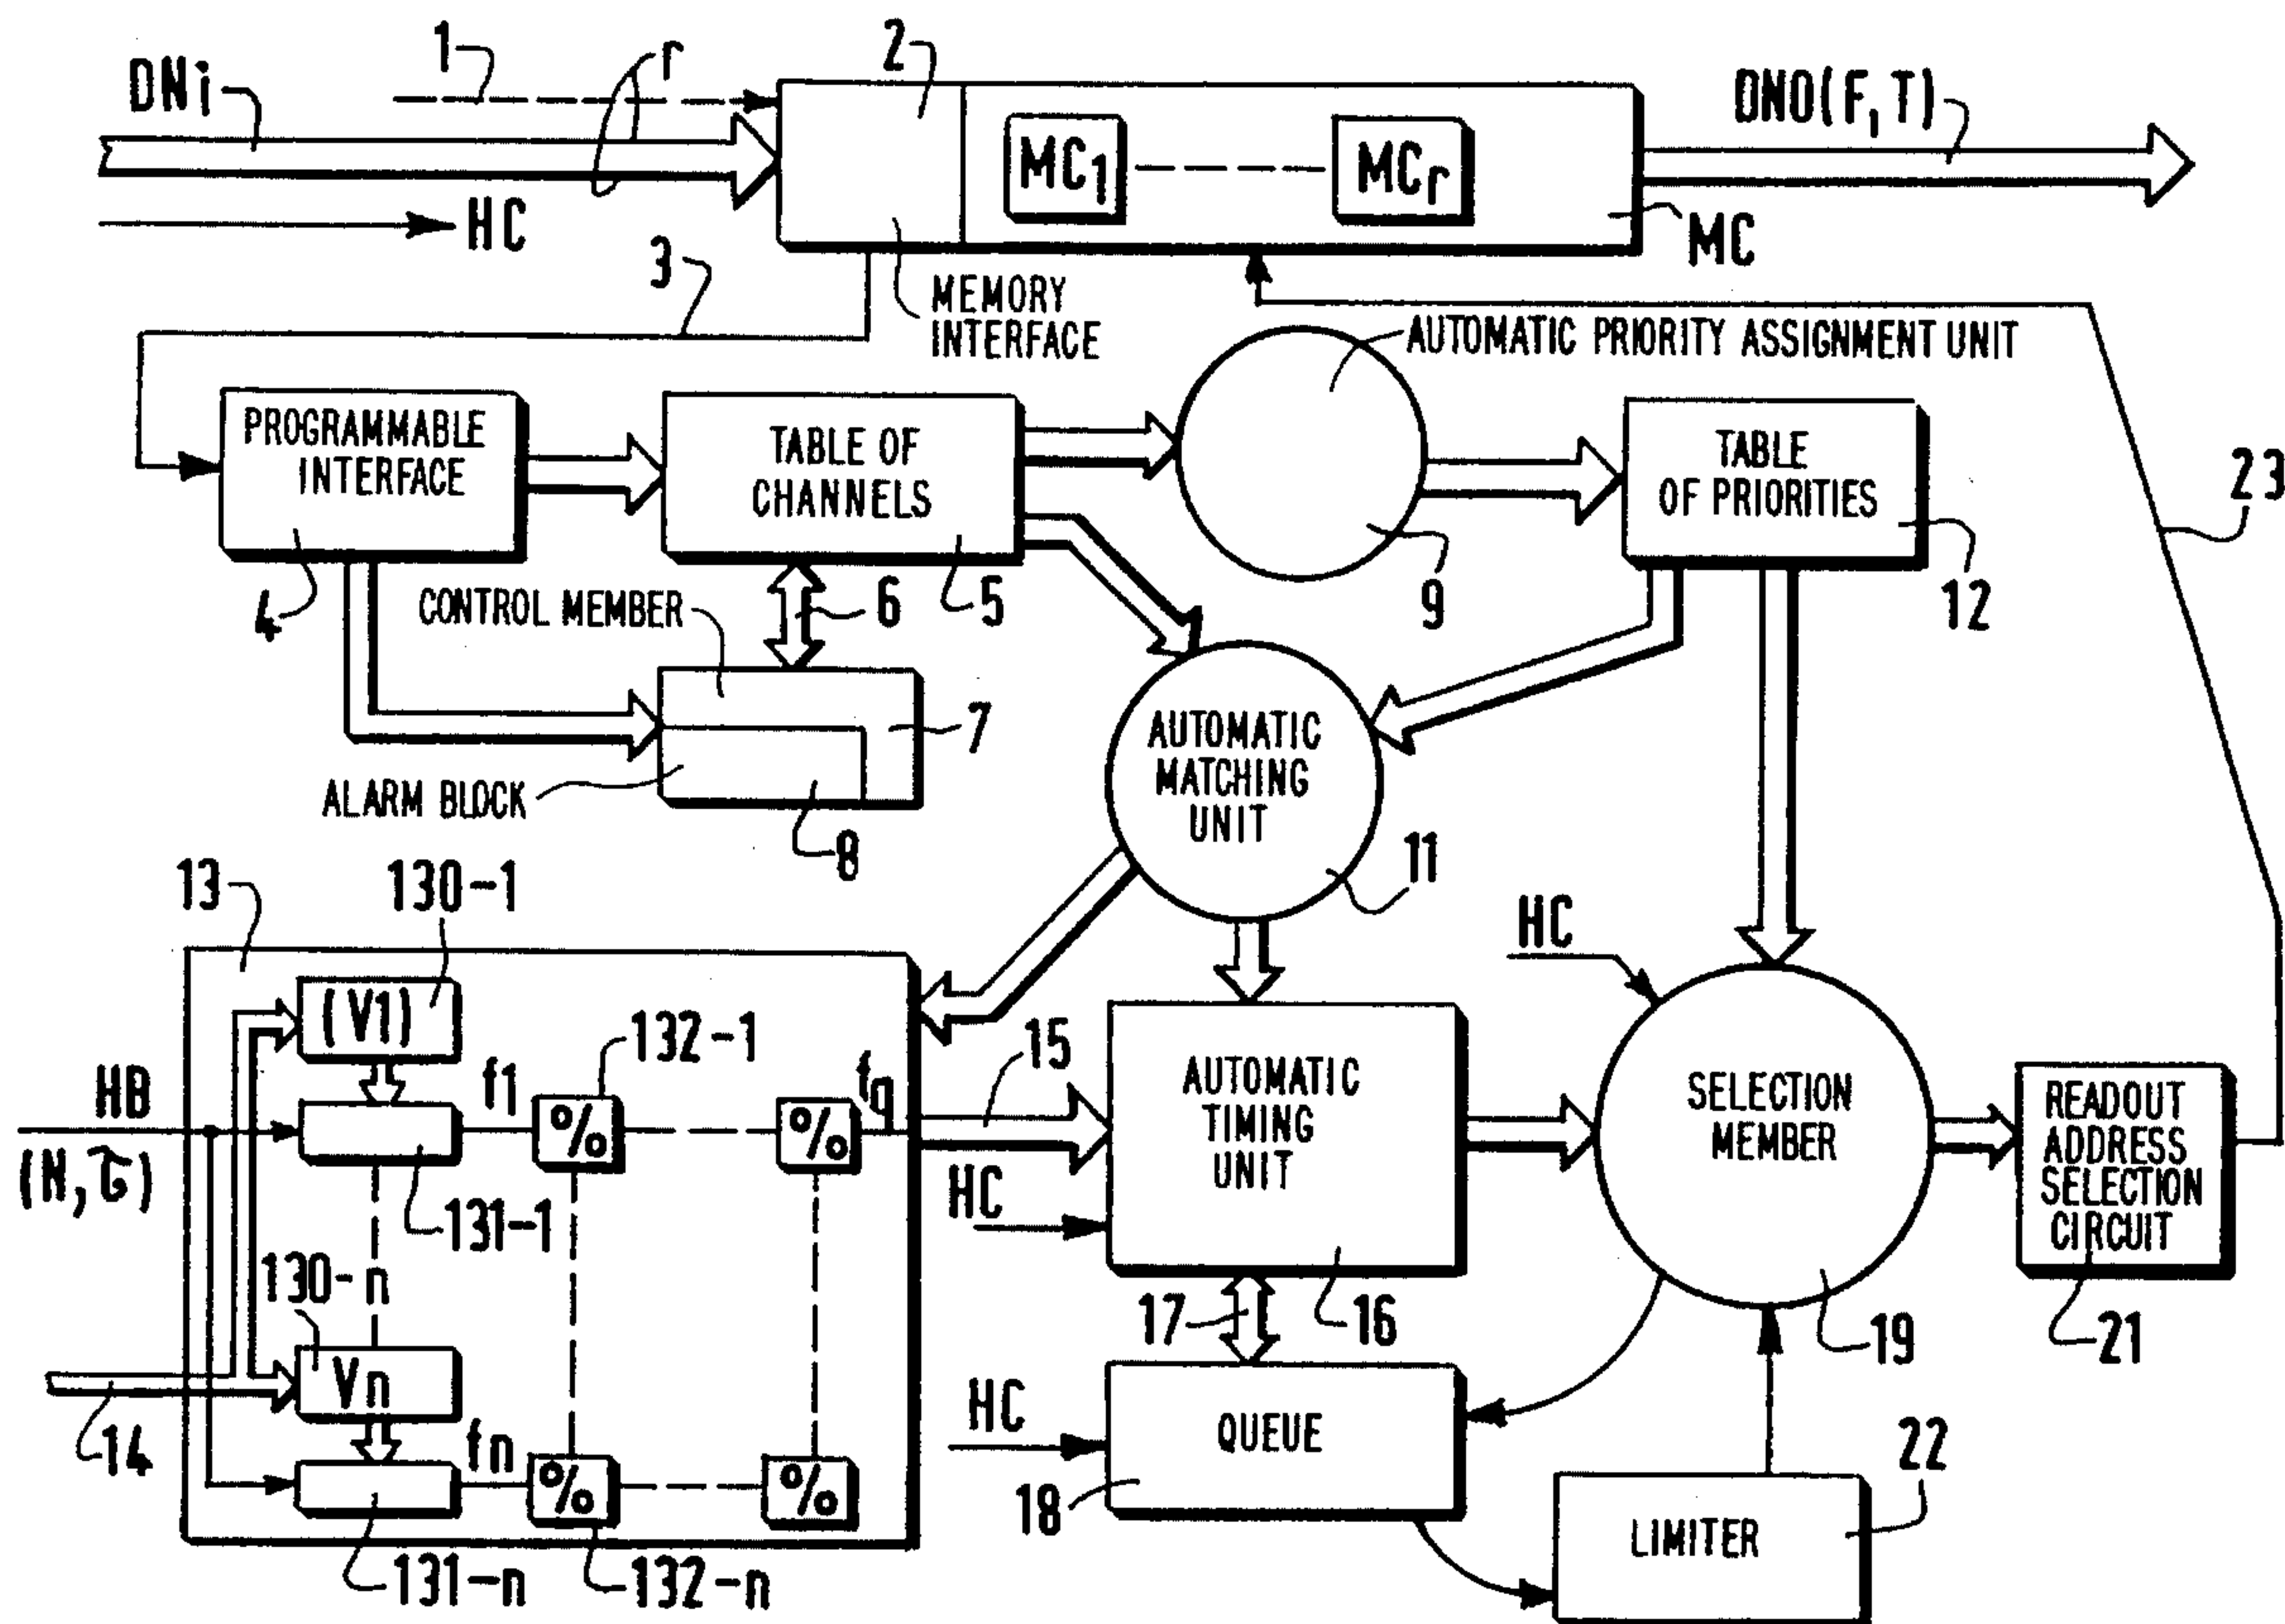 1
r
2
DNi
DNO(F,T)
MC1
MCr
HC
MC
3
MEMORY
INTERFACE
AUTOMATIC PRIORITY ASSIGNMENT UNIT
PROGRAMMABLE
INTERFACE
TABLE OF
CHANNELS
TABLE
OF PRIORITIES
23
4
CONTROL MEMBER
6
5
9
12
7
AUTOMATIC
MATCHING
UNIT
ALARM BLOCK
8
11
13
130-1
HC
(V1)
132-1
15
HB
f1
%
%
fq
AUTOMATIC
TIMING
UNIT
SELECTION
MEMBER
READOUT
ADDRESS
SELECTION
CIRCUIT
(N, τ)
HC
131-1
130-n
17
16
19
21
Vn
14
HC
QUEUE
fn
%
%
22
18
LIMITER
131-n
132-n